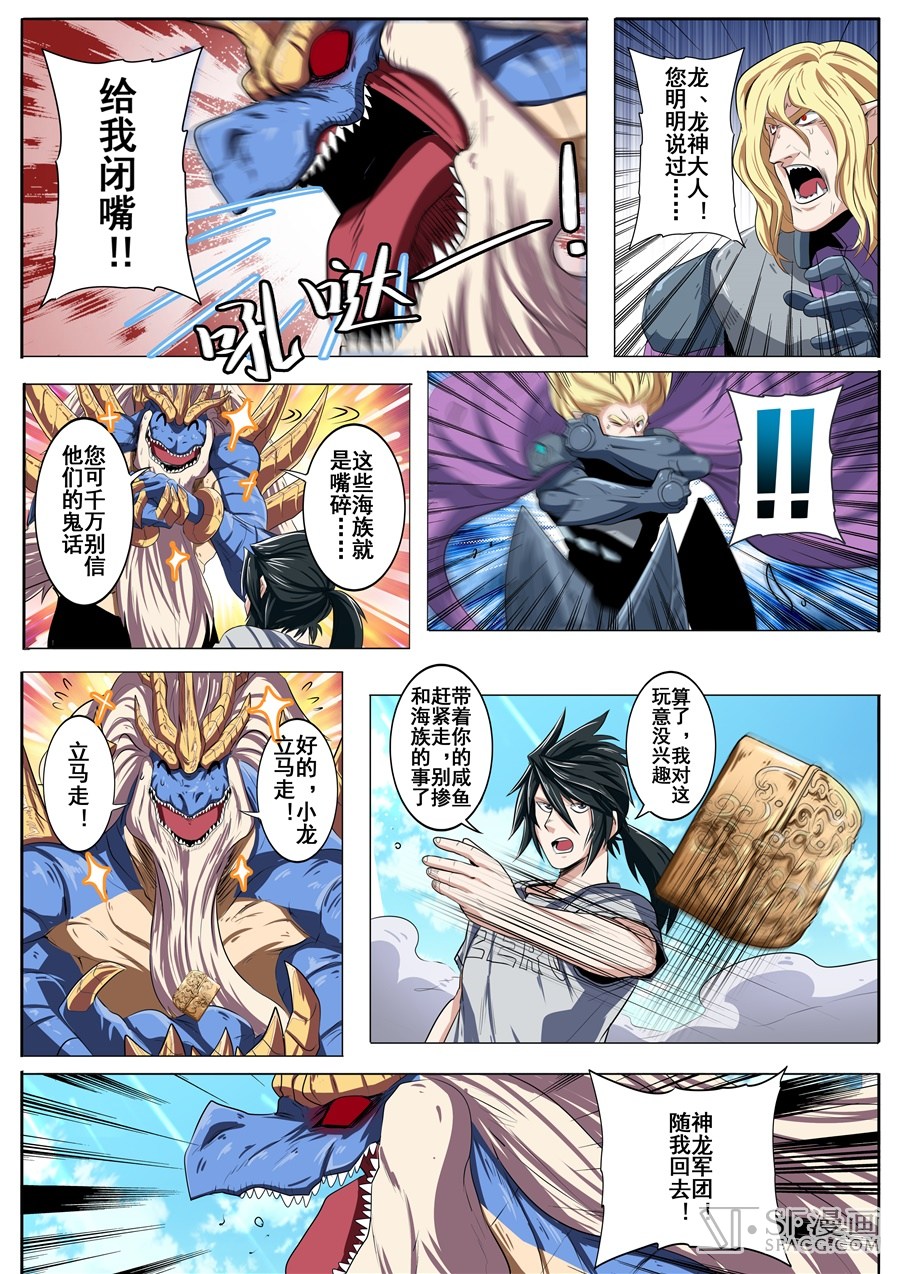 龙、龙神大人！
您明明说过……
给我闭
嘴！！
吼哒——！
！！
这些海族就
是嘴碎……
您可千万别信
他们的鬼话
算了，我对这
玩意没兴趣
带着你的咸鱼
赶紧走，别掺
和海族的事了
好的，小龙
立马走！
立马走！
神龙军团…
随我回去！
SF漫画
SFACG.COM